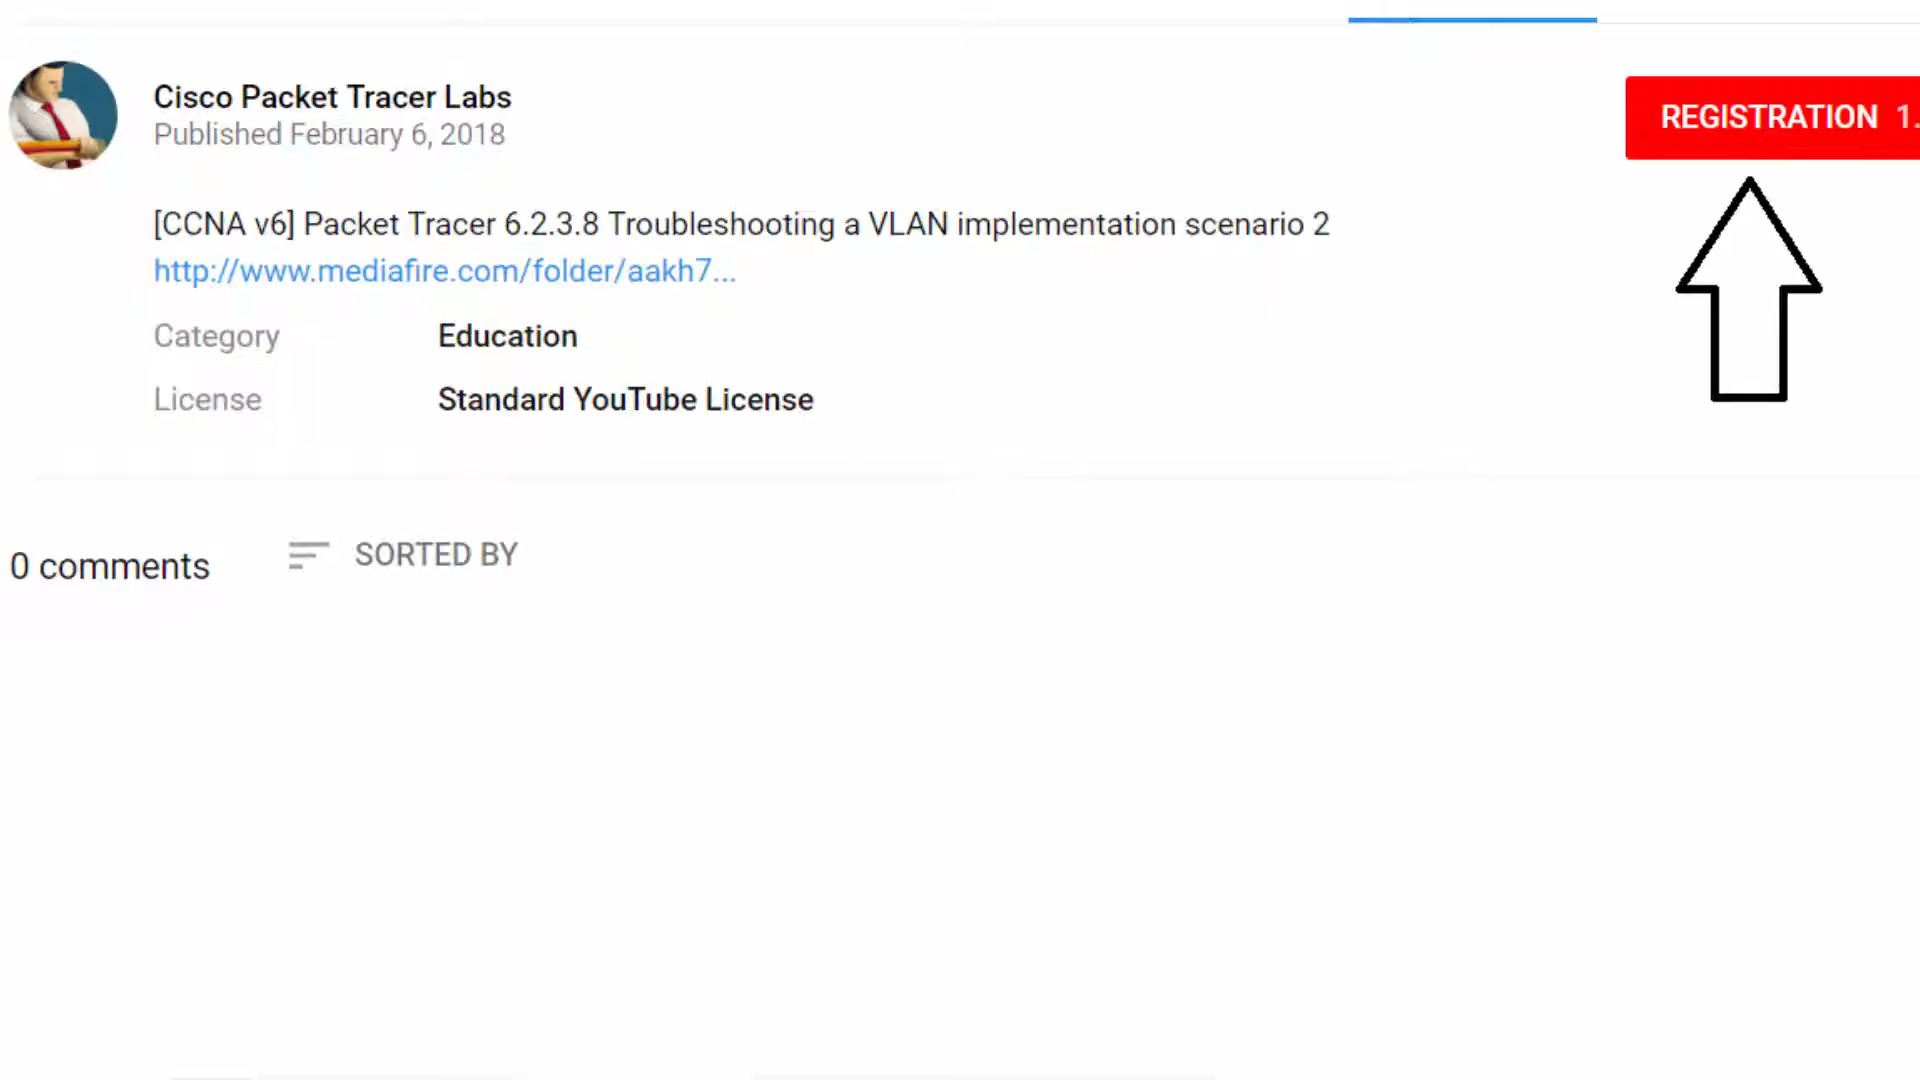 Cisco Packet Tracer Labs
Published February 6, 2018
REGISTRATION 1.
[CCNA v6] Packet Tracer 6.2.3.8 Troubleshooting a VLAN implementation scenario 2
http://www.mediafire.com/folder/aakh7...
Category Education
License Standard YouTube License
0 comments SORTED BY